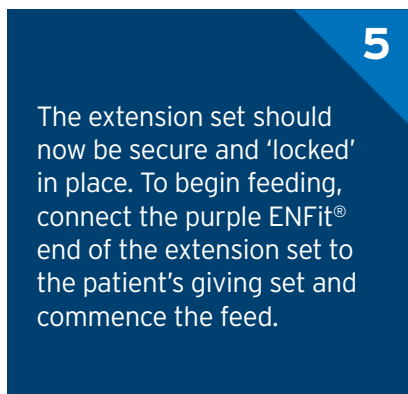 5
The extension set should
now be secure and ‘locked’
in place. To begin feeding,
connect the purple ENFit®
end of the extension set to
the patient’s giving set and
commence the feed.